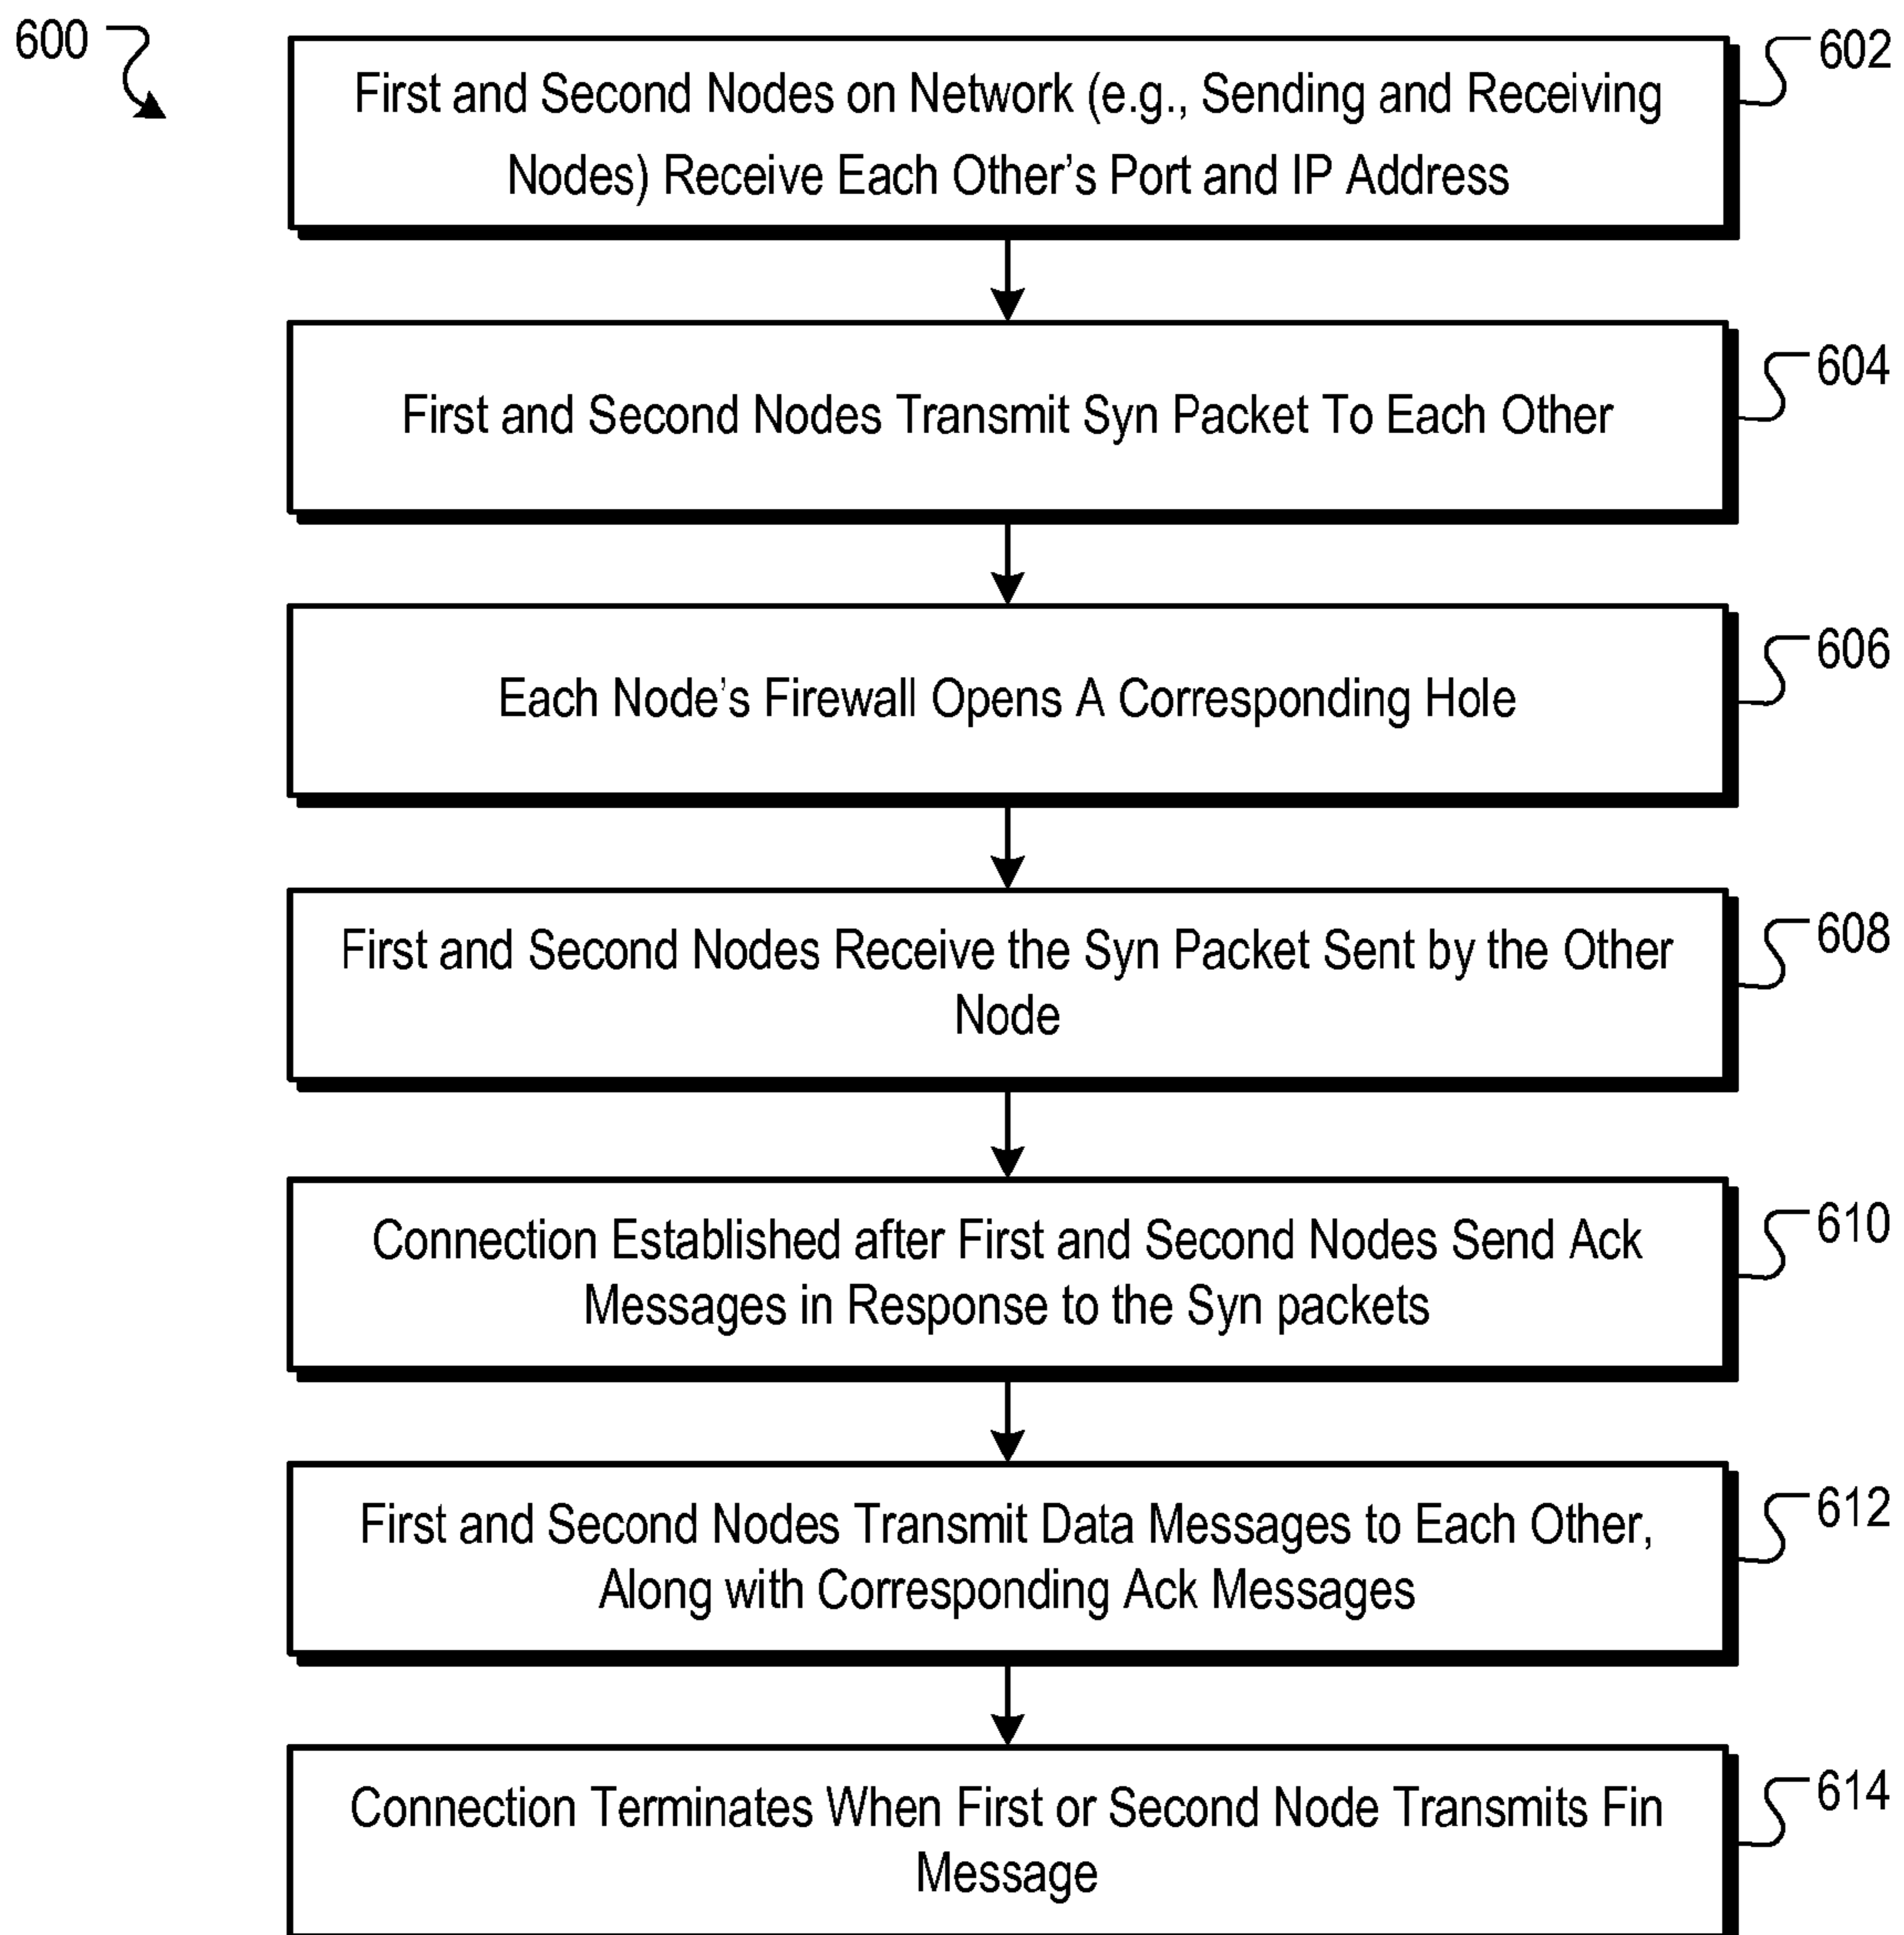 600
602
First and Second Nodes on Network (e.g., Sending and Receiving
Nodes) Receive Each Other's Port and IP Address
604
First and Second Nodes Transmit Syn Packet To Each Other
606
Each Node's Firewall Opens A Corresponding Hole
608
First and Second Nodes Receive the Syn Packet Sent by the Other
Node
610
Connection Established after First and Second Nodes Send Ack
Messages in Response to the Syn packets
612
First and Second Nodes Transmit Data Messages to Each Other,
Along with Corresponding Ack Messages
614
Connection Terminates When First or Second Node Transmits Fin
Message